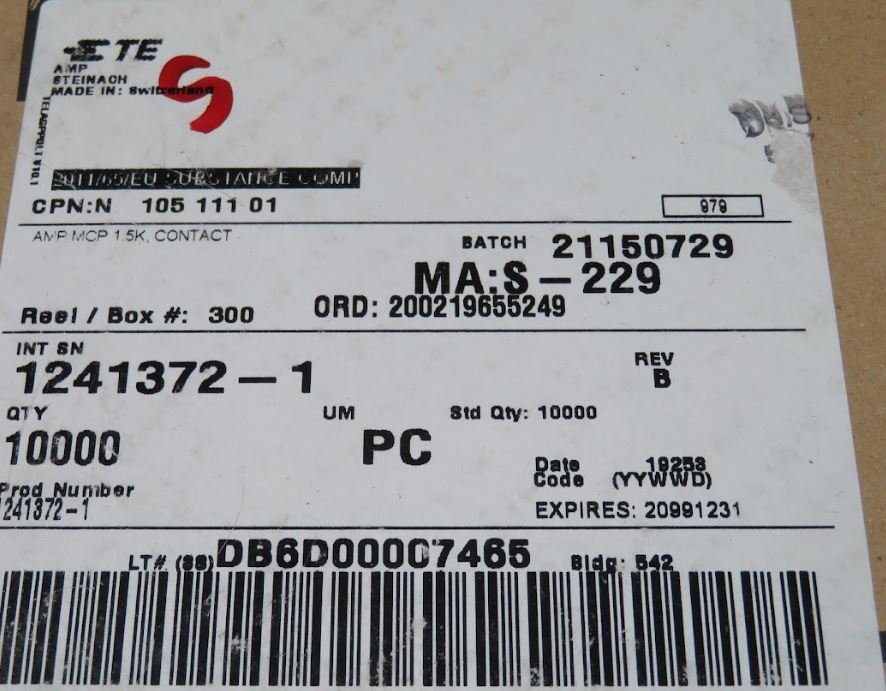 TE
AMP
STEINACH
MADE IN: Switzerland
2011/65/EU SUBSTANCE COMP
CPN:N 105 111 01
979
AMP MCP 1.5K, CONTACT
BATCH 21150729
MA:S-229
Reel / Box #: 300
ORD: 200219655249
INT SN
1241372-1
REV
B
QTY
UM
Std Qty: 10000
10000
PC
Date Code 19253 (YYWWD)
Prod Number
1241372-1
EXPIRES: 20991231
LT# DB6D00007465
Bldg: 542